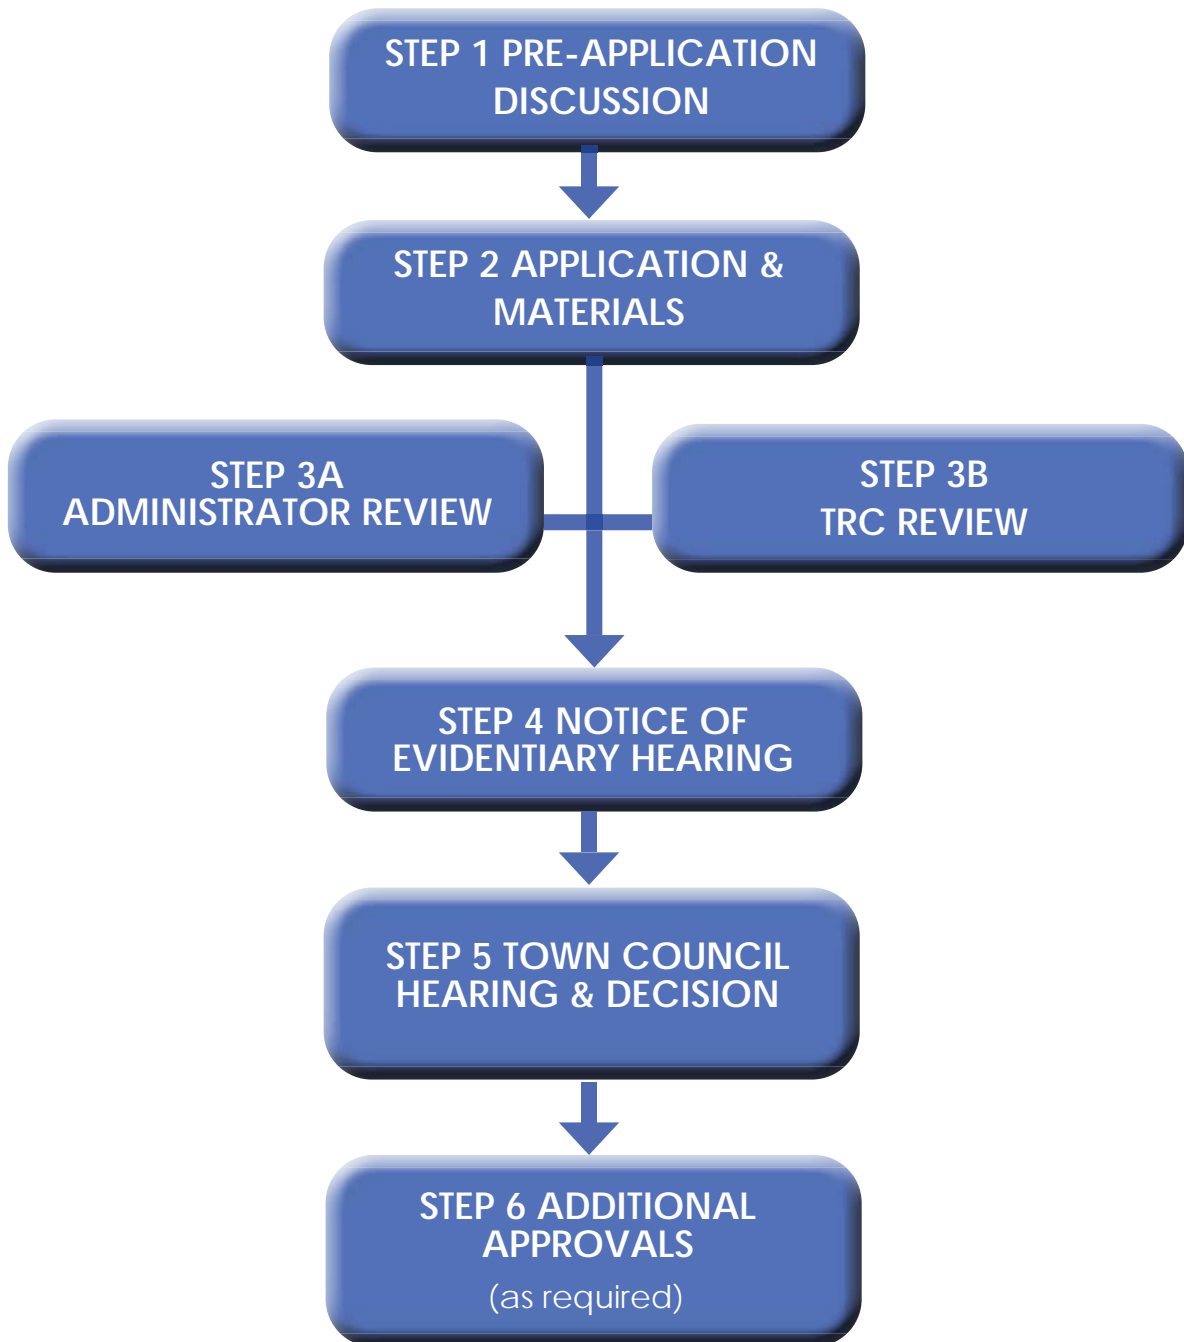 STEP 1 PRE-APPLICATION
DISCUSSION
STEP 2 APPLICATION &
MATERIALS
STEP 3A
ADMINISTRATOR REVIEW
STEP 3B
TRC REVIEW
STEP 4 NOTICE OF
EVIDENTIARY HEARING
STEP 5 TOWN COUNCIL
HEARING & DECISION
STEP 6 ADDITIONAL
APPROVALS
(as required)